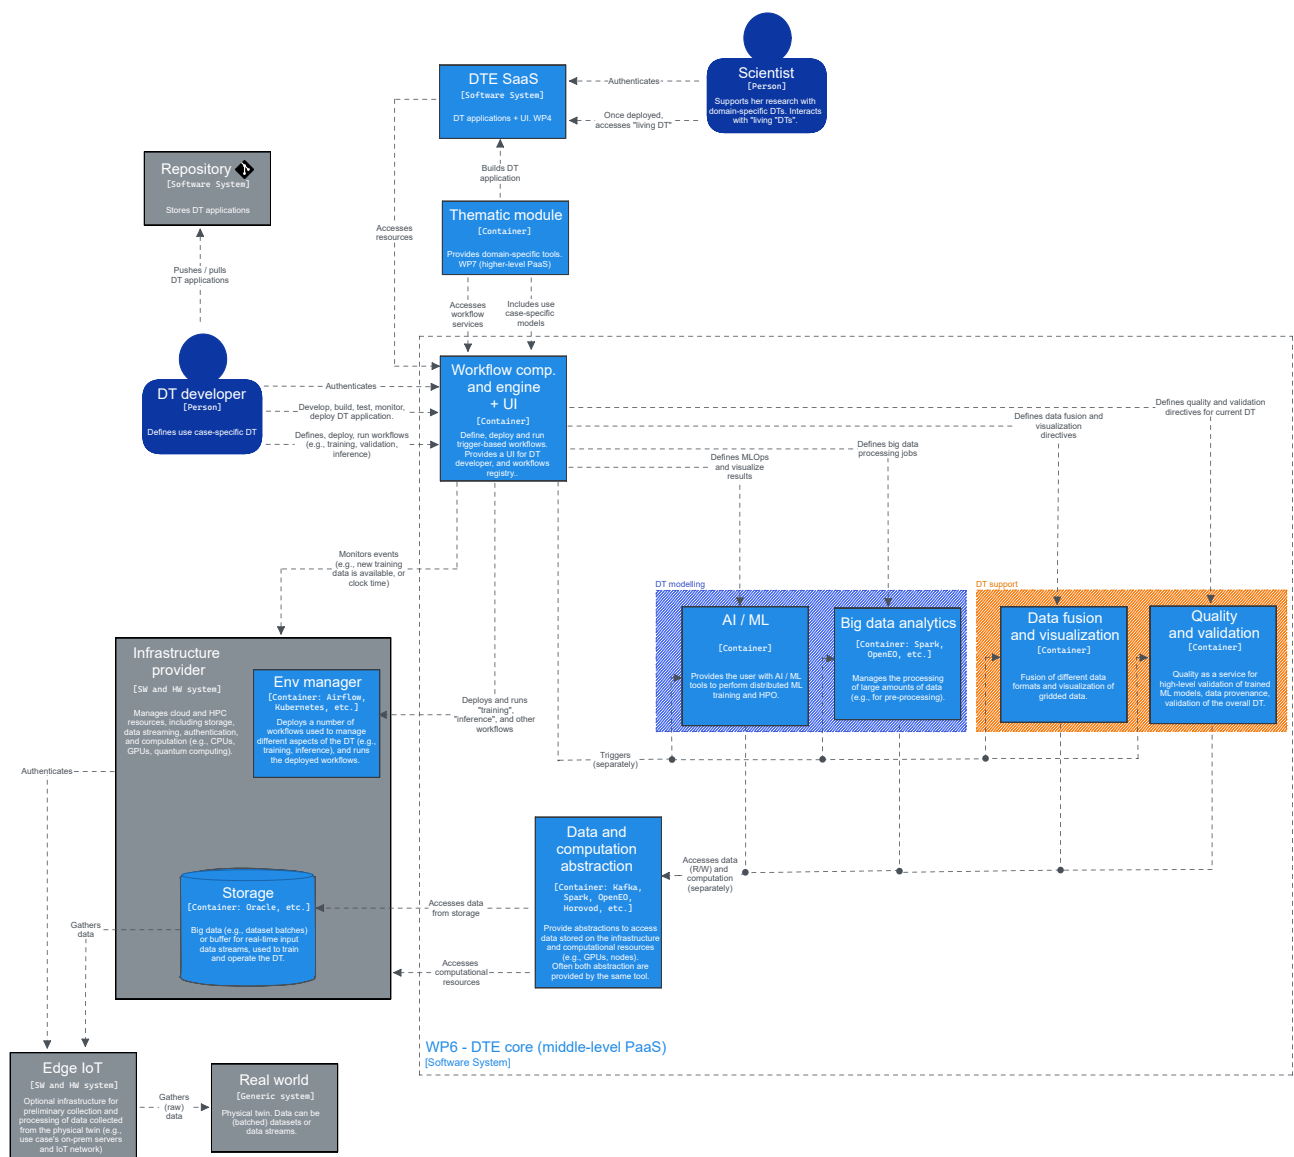 Scientist
[Person]
Supports her research with
domain-specific DTs. Interacts
with "living "DTs".
DTE SaaS
[Software System]
DT applications + UI. WP4
Authenticates
Once deployed,
accesses "living DT"
Builds DT
application
Repository
[Software System]
Stores DT applications
Thematic module
[Container]
Provides domain-specific tools.
WP7 (higher-level PaaS)
Accesses
resources
Pushes / pulls
DT applications
Accesses
workflow
services
Includes use
case-specific
models
DT developer
[Person]
Defines use case-specific DT
Authenticates
Develop, build, test, monitor,
deploy DT application.
Defines, deploy, run workflows
(e.g., training, validation,
inference)
Workflow comp.
and engine
+ UI
[Container]
Define, deploy and run
trigger-based workflows.
Provides a UI for DT
developer, and workflows
registry..
Defines quality and validation
directives for current DT
Defines data fusion and
visualization
directives
Defines big data
processing jobs
Defines MLOps
and visualize
results
Monitors events
(e.g., new training
data is available, or
clock time)
DT modelling
DT support
AI / ML
[Container]
Provides the user with AI / ML
tools to perform distributed ML
training and HPO.
Big data analytics
[Container: Spark,
OpenEO, etc.]
Manages the processing
of large amounts of data
(e.g., for pre-processing).
Data fusion
and visualization
[Container]
Fusion of different data
formats and visualization of
gridded data.
Quality
and validation
[Container]
Quality as a service for
high-level validation of trained
ML models, data provenance,
validation of the overall DT.
Infrastructure
provider
[SW and HW system]
Manages cloud and HPC
resources, including storage,
data streaming, authentication,
and computation (e.g., CPUs,
GPUs, quantum computing).
Env manager
[Container: Airflow,
Kubernetes, etc.]
Deploys a number of
workflows used to manage
different aspects of the DT (e.g.,
training, inference), and runs
the deployed workflows.
Deploys and runs
"training",
"inference", and other
workflows
Triggers
(separately)
Authenticates
Data and
computation
abstraction
[Container: Kafka,
Spark, OpenEO,
Horovod, etc.]
Provide abstractions to access
data stored on the infrastructure
and computational resources
(e.g., GPUs, nodes).
Often both abstraction are
provided by the same tool.
Accesses data
(R/W) and
computation
(separately)
Storage
[Container: Oracle, etc.]
Big data (e.g., dataset batches)
or buffer for real-time input
data streams, used to train
and operate the DT.
Accesses data
from storage
Gathers
data
Accesses
computational
resources
WP6 - DTE core (middle-level PaaS)
[Software System]
Edge IoT
[SW and HW system]
Optional infrastructure for
preliminary collection and
processing of data collected
from the physical twin (e.g.,
use case's on-prem servers
and IoT network)
Gathers
(raw)
data
Real world
[Generic system]
Physical twin. Data can be
(batched) datasets or
data streams.